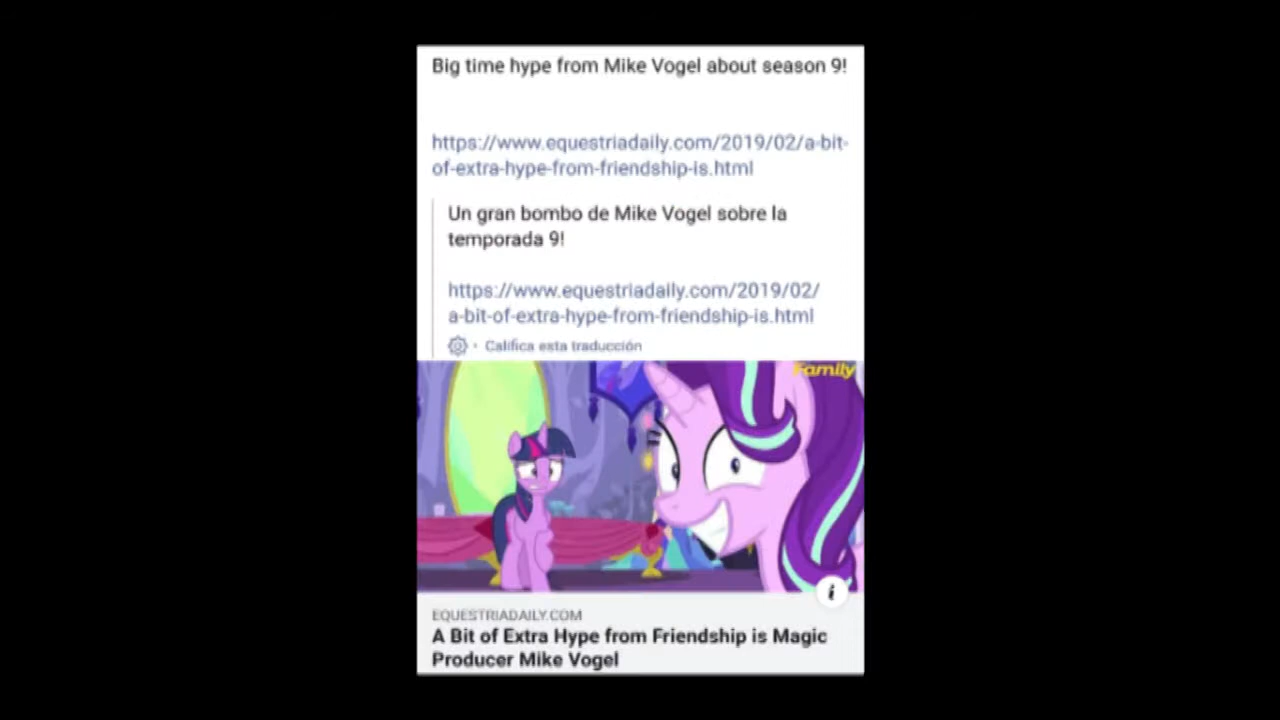 Big time hype from Mike Vogel about season 9!
https://www.equestriadaily.com/2019/02/a-bit-
of-extra-hype-from-friendship-is.html
Un gran bombo de Mike Vogel sobre la
temporada 9!
https://www.equestriadaily.com/2019/02/
a-bit-of-extra-hype-from-friendship-is.html
· Califica esta traducción
Family
i
EQUESTRIADAILY.COM
A Bit of Extra Hype from Friendship is Magic
Producer Mike Vogel